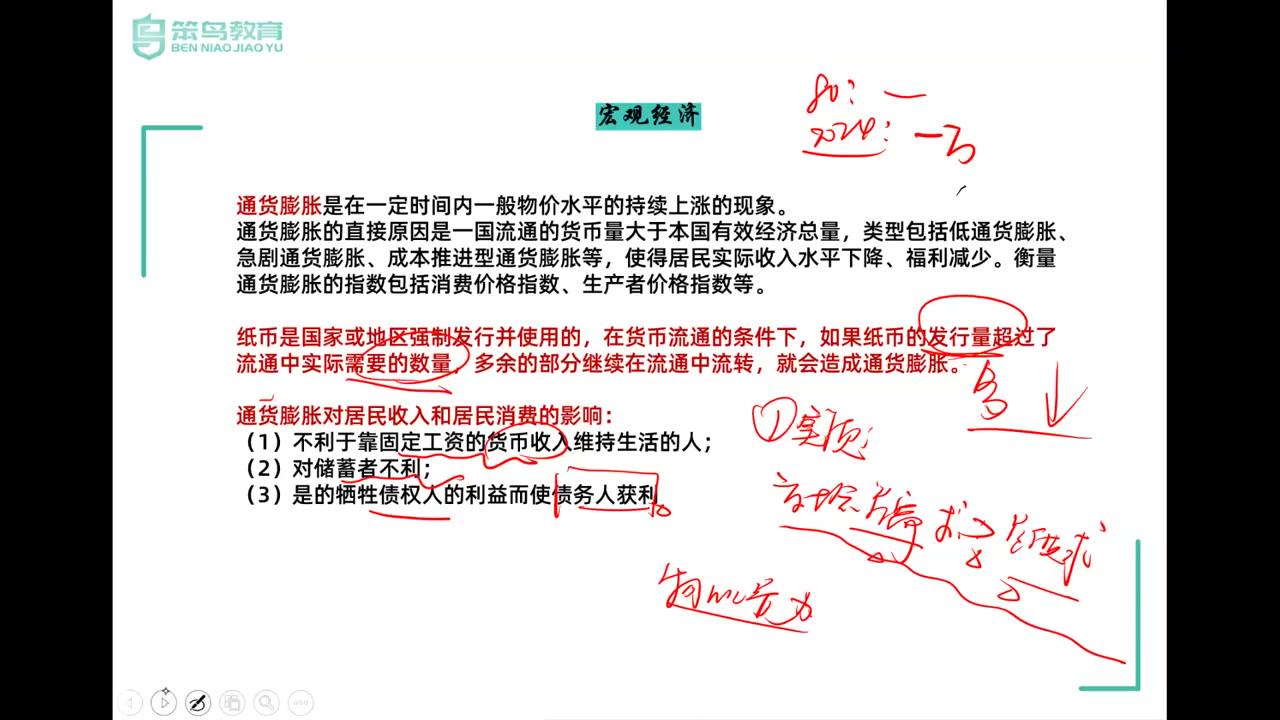 笨鸟教育
BEN NIAO JIAO YU
宏观经济
80：一
2024：一万
通货膨胀是在一定时间内一般物价水平的持续上涨的现象。
通货膨胀的直接原因是一国流通的货币量大于本国有效经济总量，类型包括低通货膨胀、
急剧通货膨胀、成本推进型通货膨胀等，使得居民实际收入水平下降、福利减少。衡量
通货膨胀的指数包括消费价格指数、生产者价格指数等。
纸币是国家或地区强制发行并使用的，在货币流通的条件下，如果纸币的发行量超过了
流通中实际需要的数量，多余的部分继续在流通中流转，就会造成通货膨胀。
通货膨胀对居民收入和居民消费的影响：
（1）不利于靠固定工资的货币收入维持生活的人；
（2）对储蓄者不利；
（3）是的牺牲债权人的利益而使债务人获利
①实质：